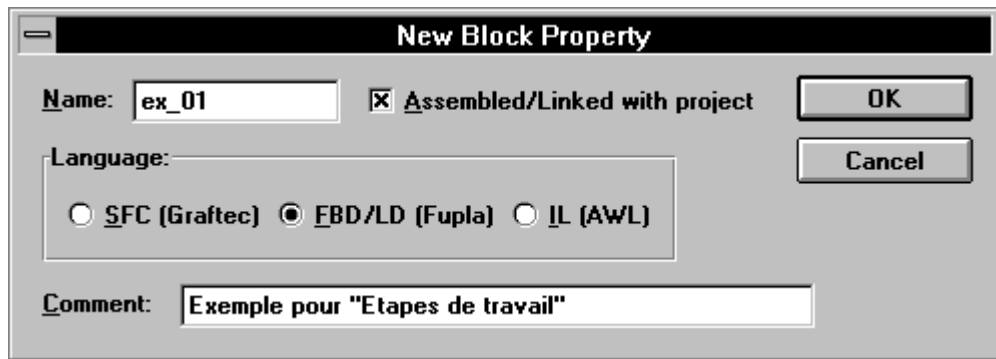 New Block Property
Name: ex_01 Assembled/Linked with project OK
Language: Cancel
SFC (Graftec) FBD/LD (Fupla) IL (AWL)
Comment: Exemple pour "Etapes de travail"